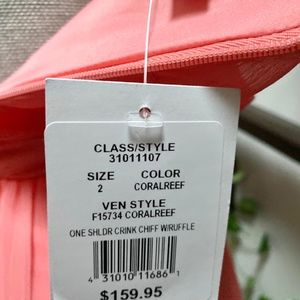 CLASS/STYLE
31011107
SIZE COLOR
2 CORALREEF
VEN STYLE
F15734 CORALREEF
ONE SHLDR CRINK CHIFF W/RUFFLE
4 31010 11686 1
$159.95